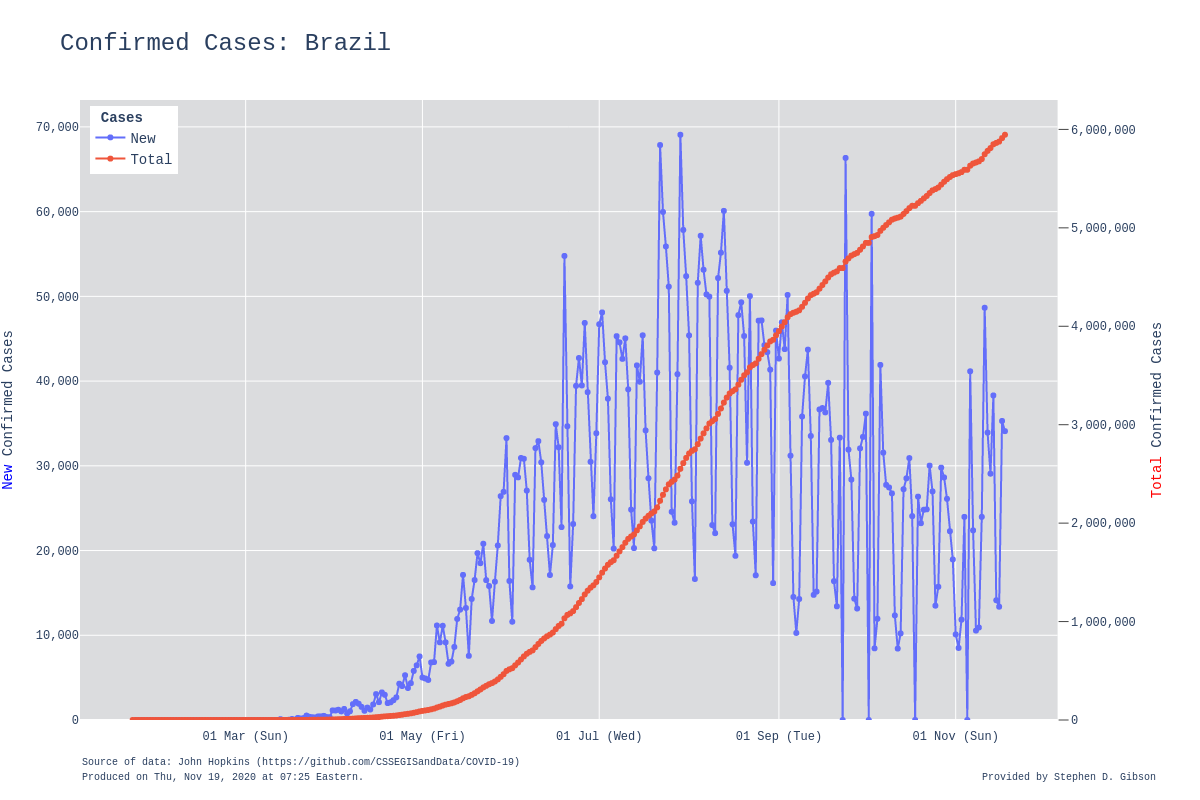 Confirmed Cases: Brazil
Cases
New
Total
70,000
60,000
50,000
40,000
30,000
20,000
10,000
0
New Confirmed Cases
6,000,000
5,000,000
4,000,000
3,000,000
2,000,000
1,000,000
0
Total Confirmed Cases
01 Mar (Sun)
01 May (Fri)
01 Jul (Wed)
01 Sep (Tue)
01 Nov (Sun)
Source of data: John Hopkins (https://github.com/CSSEGISandData/COVID-19)
Produced on Thu, Nov 19, 2020 at 07:25 Eastern.
Provided by Stephen D. Gibson